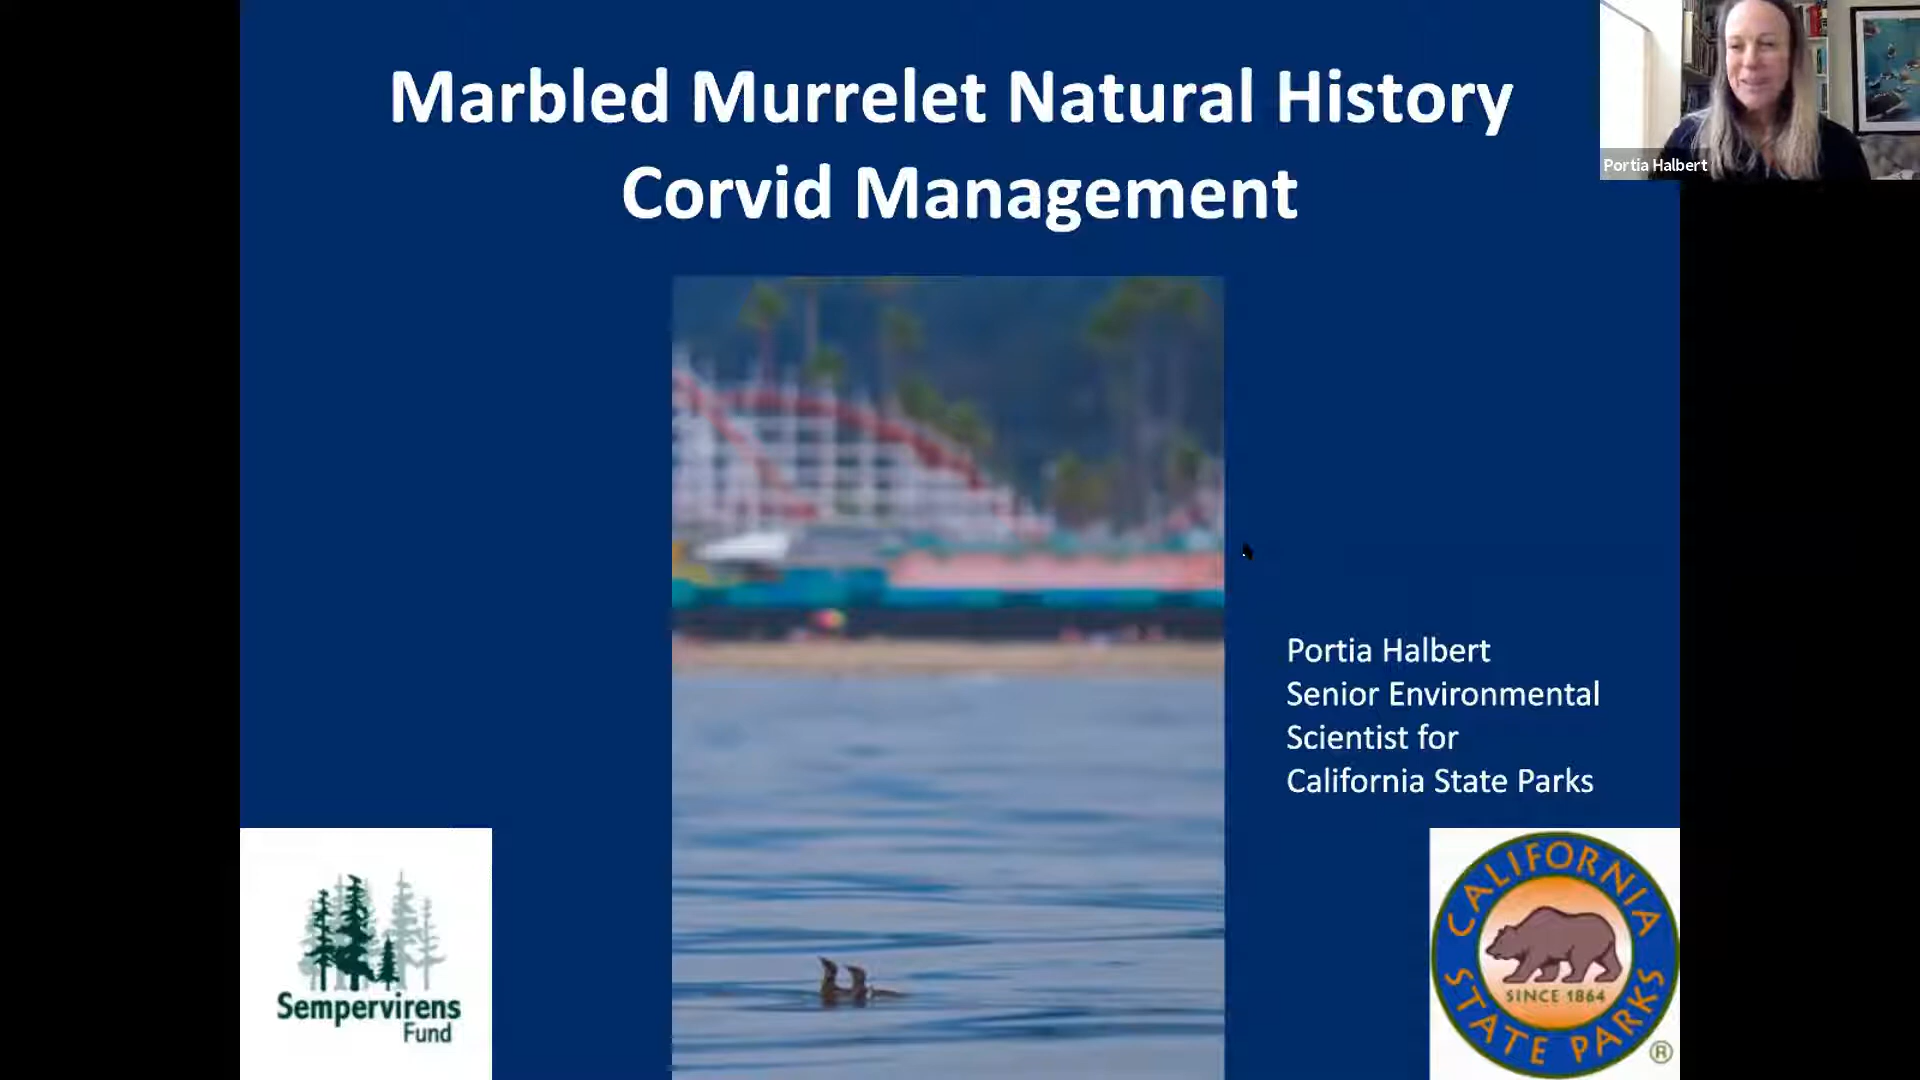 Marbled Murrelet Natural History
Corvid Management
Portia Halbert
Portia Halbert
Senior Environmental
Scientist for
California State Parks
Sempervirens
Fund
CALIFORNIA
SINCE 1864
STATE PARKS
®